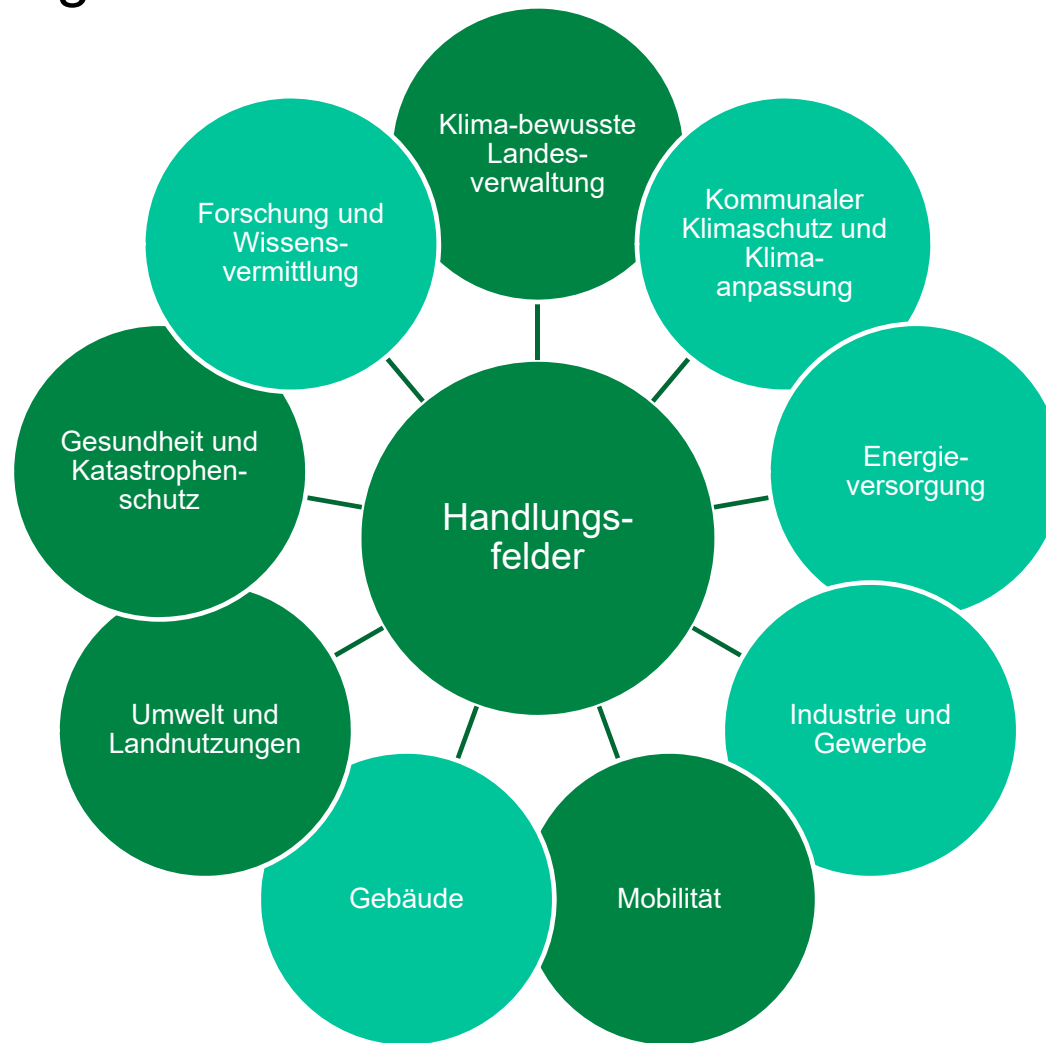 Klima-bewusste
Landes-
verwaltung
Kommunaler
Klimaschutz und
Klima-
anpassung
Energie-
versorgung
Industrie und
Gewerbe
Mobilität
Gebäude
Umwelt und
Landnutzungen
Gesundheit und
Katastrophen-
schutz
Forschung und
Wissens-
vermittlung
Handlungs-
felder